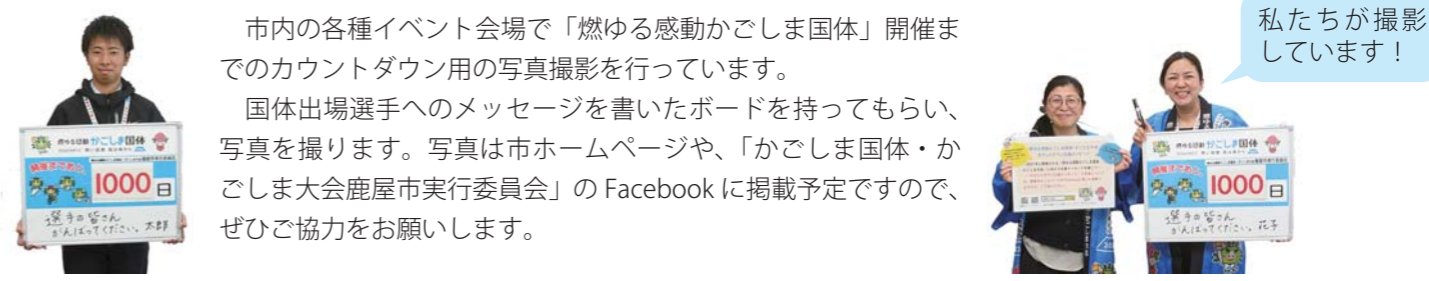 市内の各種イベント会場で「燃ゆる感動かごしま国体」開催ま
でのカウントダウン用の写真撮影を行っています。
国体出場選手へのメッセージを書いたボードを持ってもらい、
写真を撮ります。写真は市ホームページや、「かごしま国体・か
ごしま大会鹿屋市実行委員会」の Facebook に掲載予定ですので、
ぜひご協力をお願いします。
私たちが撮影
しています！
燃ゆる感動 かごしま国体
開催まであと
1000日
選手の皆さん
がんばってください。太郎
燃ゆる感動 かごしま国体
開催まであと
1000日
選手の皆さん
がんばってください。花子